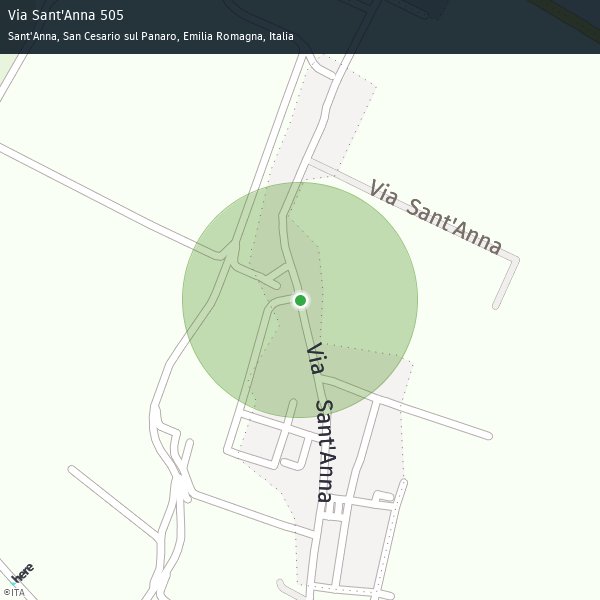 Via Sant'Anna 505
Sant'Anna, San Cesario sul Panaro, Emilia Romagna, Italia
Via Sant'Anna
Via Sant'Anna
here
©ITA